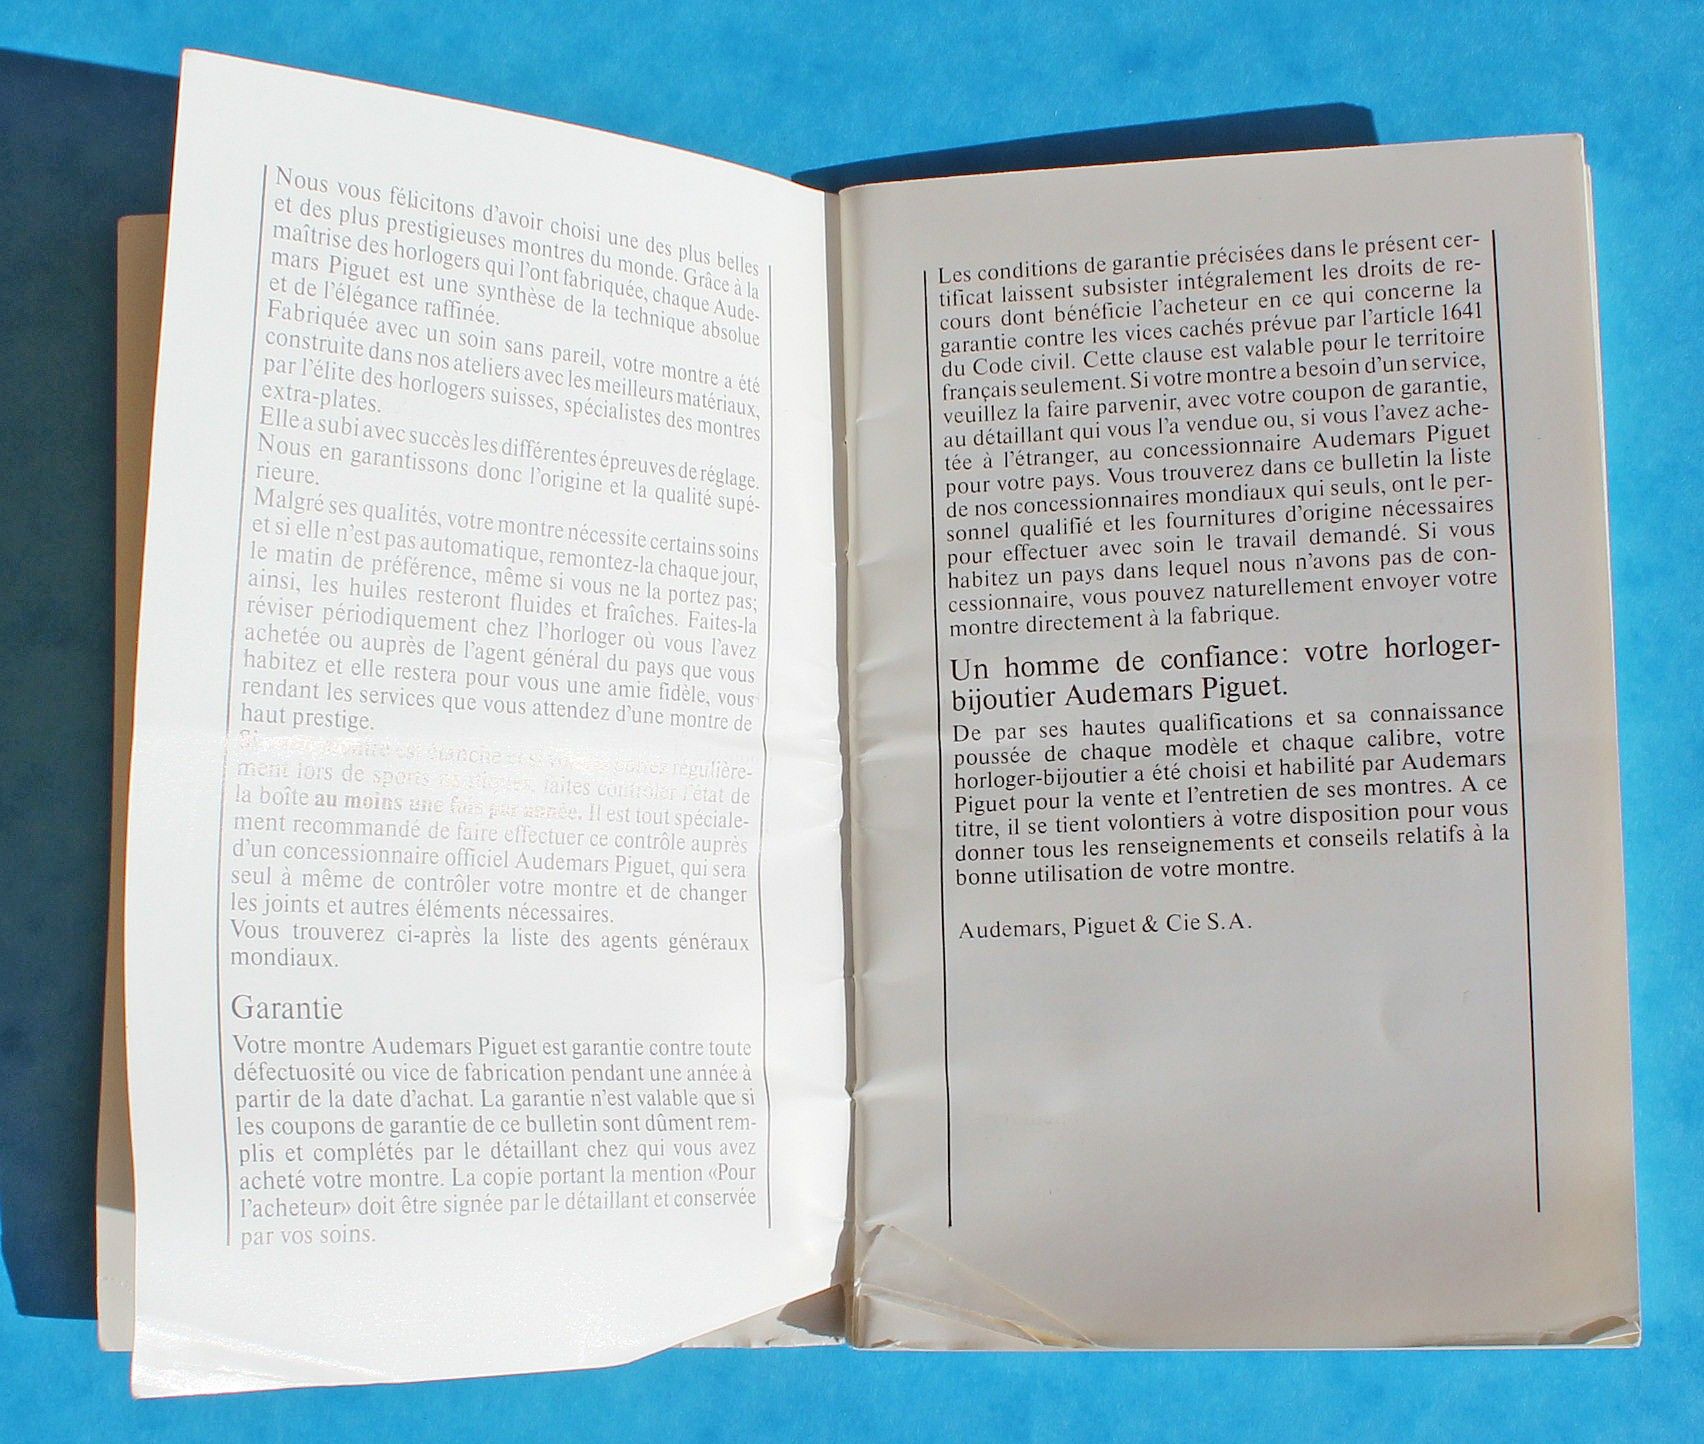 Nous vous félicitons d'avoir choisi une des plus belles
et des plus prestigieuses montres du monde. Grâce à la
maîtrise des horlogers qui l'ont fabriquée, chaque Aude-
mars Piguet est une synthèse de la technique absolue
et de l'élégance raffinée.
Fabriquée avec un soin sans pareil, votre montre a été
construite dans nos ateliers avec les meilleurs matériaux,
par l'élite des horlogers suisses, spécialistes des montres
extra-plates.
Elle a subi avec succès les différentes épreuves de réglage.
Nous en garantissons donc l'origine et la qualité supé-
rieure.
Malgré ses qualités, votre montre nécessite certains soins
et si elle n'est pas automatique, remontez-la chaque jour,
le matin de préférence, même si vous ne la portez pas;
ainsi, les huiles resteront fluides et fraîches. Faites-la
réviser périodiquement chez l'horloger où vous l'avez
achetée ou auprès de l'agent général du pays que vous
habitez et elle restera pour vous une amie fidèle, vous
rendant les services que vous attendez d'une montre de
haut prestige.
Si votre montre est étanche et si vous la portez régulière-
ment lors de sports nautiques, faites contrôler l'état de
la boîte au moins une fois par année. Il est tout spéciale-
ment recommandé de faire effectuer ce contrôle auprès
d'un concessionnaire officiel Audemars Piguet, qui sera
seul à même de contrôler votre montre et de changer
les joints et autres éléments nécessaires.
Vous trouverez ci-après la liste des agents généraux
mondiaux.
Garantie
Votre montre Audemars Piguet est garantie contre toute
défectuosité ou vice de fabrication pendant une année à
partir de la date d'achat. La garantie n'est valable que si
les coupons de garantie de ce bulletin sont dûment rem-
plis et complétés par le détaillant chez qui vous avez
acheté votre montre. La copie portant la mention «Pour
l'acheteur» doit être signée par le détaillant et conservée
par vos soins.
Les conditions de garantie précisées dans le présent cer-
tificat laissent subsister intégralement les droits de re-
cours dont bénéficie l'acheteur en ce qui concerne la
garantie contre les vices cachés prévue par l'article 1641
du Code civil. Cette clause est valable pour le territoire
français seulement. Si votre montre a besoin d'un service,
veuillez la faire parvenir, avec votre coupon de garantie,
au détaillant qui vous l'a vendue ou, si vous l'avez ache-
tée à l'étranger, au concessionnaire Audemars Piguet
pour votre pays. Vous trouverez dans ce bulletin la liste
de nos concessionnaires mondiaux qui seuls, ont le per-
sonnel qualifié et les fournitures d'origine nécessaires
pour effectuer avec soin le travail demandé. Si vous
habitez un pays dans lequel nous n'avons pas de con-
cessionnaire, vous pouvez naturellement envoyer votre
montre directement à la fabrique.
Un homme de confiance: votre horloger-
bijoutier Audemars Piguet.
De par ses hautes qualifications et sa connaissance
poussée de chaque modèle et chaque calibre, votre
horloger-bijoutier a été choisi et habilité par Audemars
Piguet pour la vente et l'entretien de ses montres. A ce
titre, il se tient volontiers à votre disposition pour vous
donner tous les renseignements et conseils relatifs à la
bonne utilisation de votre montre.
Audemars, Piguet & Cie S.A.